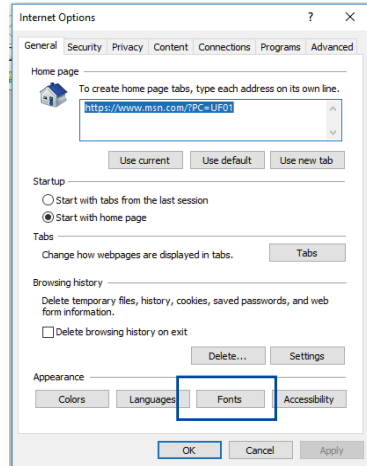 Internet Options ? X
General Security Privacy Content Connections Programs Advanced
Home page
To create home page tabs, type each address on its own line.
https://www.msn.com/?PC=UF01
Use current Use default Use new tab
Startup
Start with tabs from the last session
Start with home page
Tabs
Change how webpages are displayed in tabs. Tabs
Browsing history
Delete temporary files, history, cookies, saved passwords, and web
form information.
Delete browsing history on exit
Delete... Settings
Appearance
Colors Languages Fonts Accessibility
OK Cancel Apply